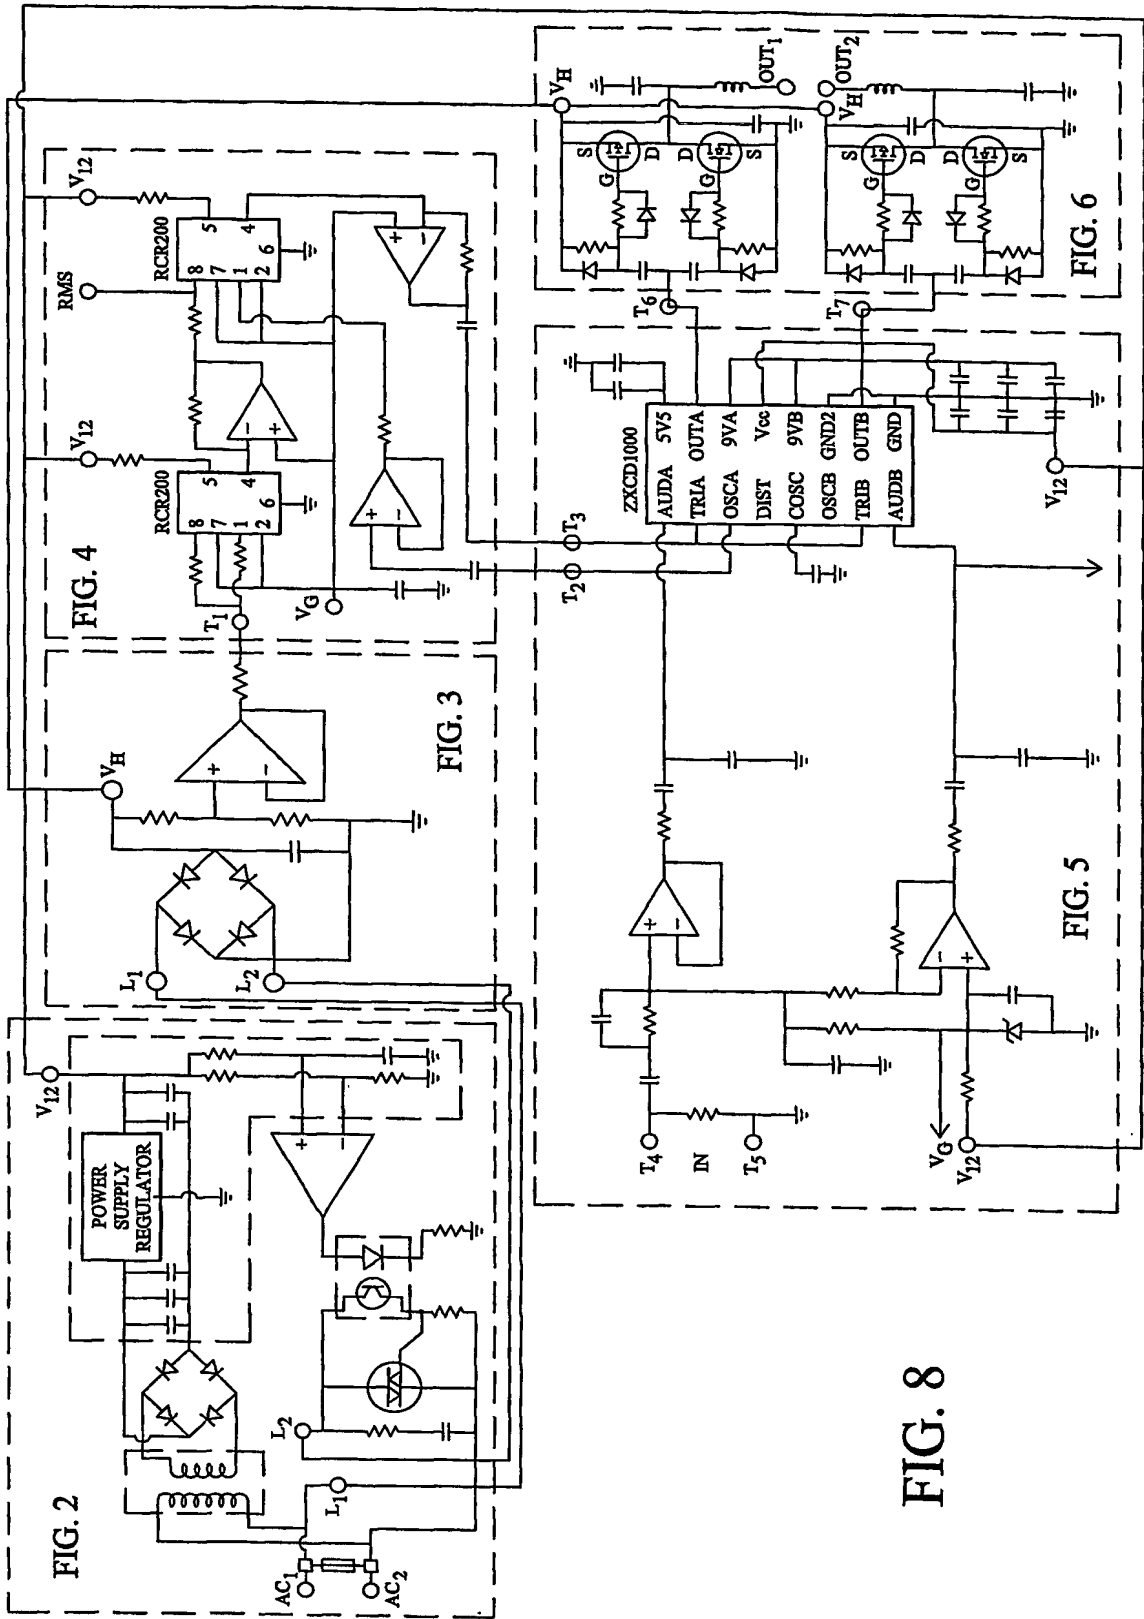 FIG. 2
AC1
AC2
L1
L2
POWER
SUPPLY
REGULATOR
V12
FIG. 3
L1
L2
VH
FIG. 4
T1
VG
RCR200
8
7
1
2
5
4
6
V12
RMS
RCR200
8
7
1
2
5
4
6
V12
FIG. 5
T4
IN
T5
VG
V12
T2
T3
ZXCD1000
AUDA 5V5
TRIA OUTA
OSCA 9VA
DIST Vcc
COSC 9VB
OSCB GND2
TRIB OUTB
AUDB GND
V12
FIG. 6
T6
T7
VH
S
G
D
D
G
S
OUT1
OUT2
VH
S
G
D
D
G
S
FIG. 8